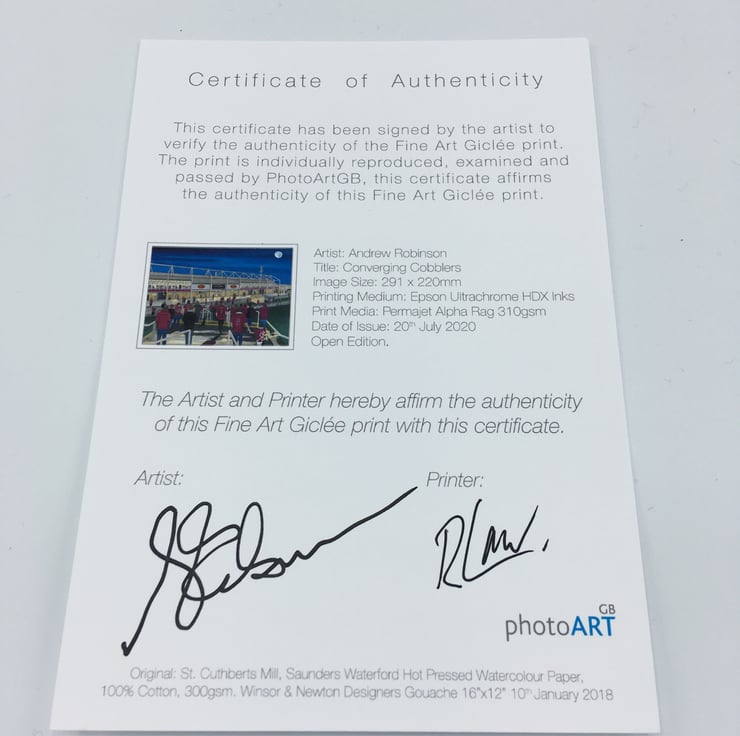 Certificate of Authenticity
This certificate has been signed by the artist to
verify the authenticity of the Fine Art Giclée print.
The print is individually reproduced, examined and
passed by PhotoArtGB, this certificate affirms
the authenticity of this Fine Art Giclée print.
Artist: Andrew Robinson
Title: Converging Cobblers
Image Size: 291 x 220mm
Printing Medium: Epson Ultrachrome HDX Inks
Print Media: Permajet Alpha Rag 310gsm
Date of Issue: 20th July 2020
Open Edition.
The Artist and Printer hereby affirm the authenticity
of this Fine Art Giclée print with this certificate.
Artist:
Printer:
photoART GB
Original: St. Cuthberts Mill, Saunders Waterford Hot Pressed Watercolour Paper,
100% Cotton, 300gsm. Winsor & Newton Designers Gouache 16"x12" 10th January 2018